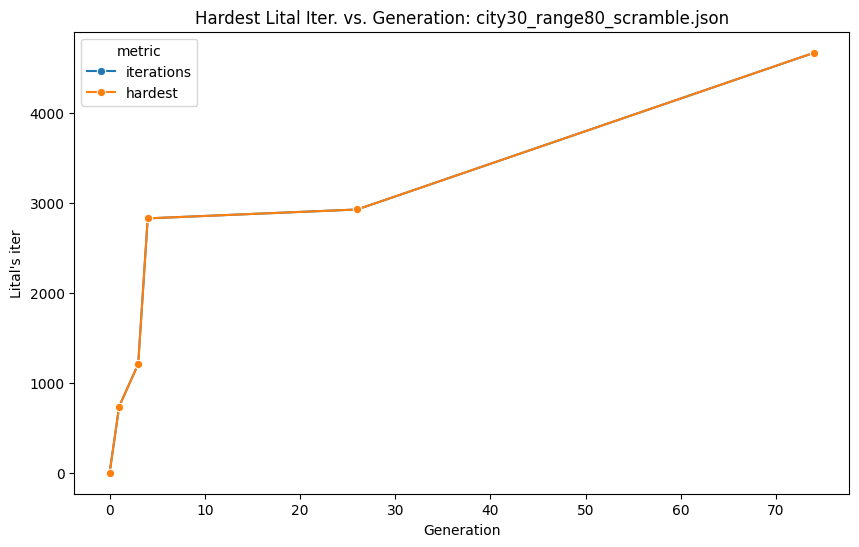 Hardest Lital Iter. vs. Generation: city30_range80_scramble.json
metric
iterations
hardest
4000
3000
2000
1000
0
Lital's iter
0 10 20 30 40 50 60 70
Generation